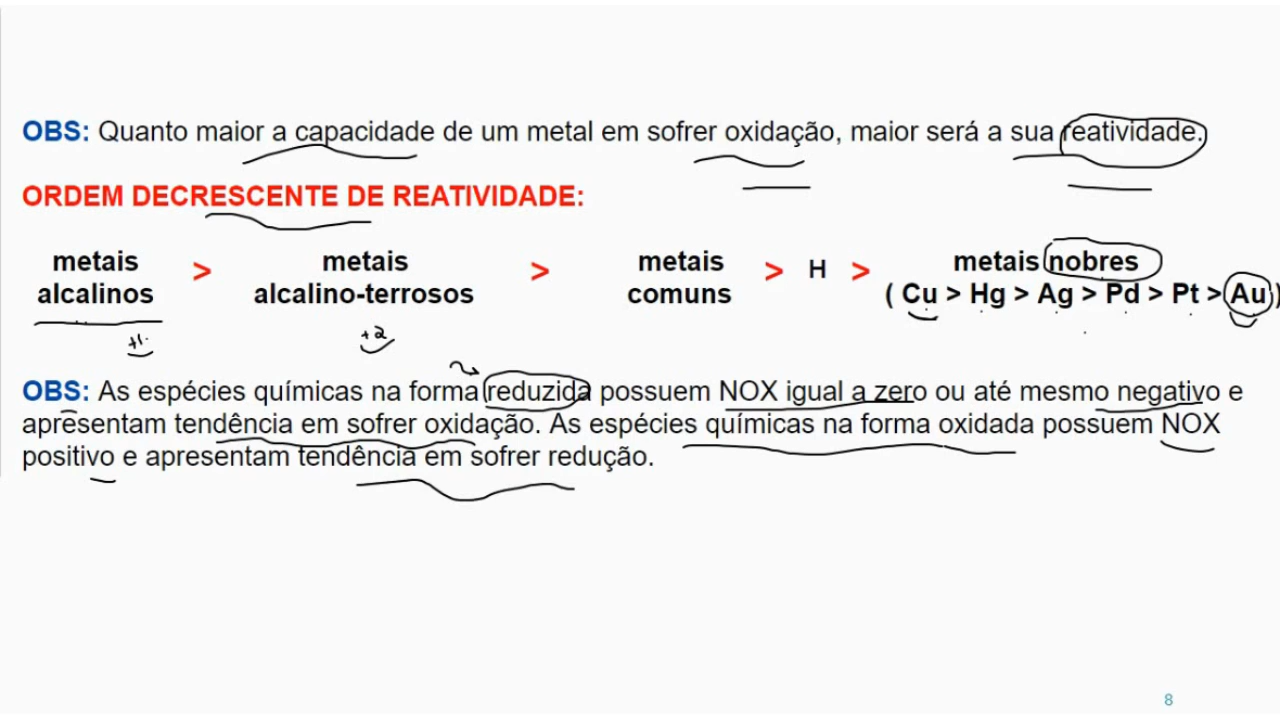 OBS: Quanto maior a capacidade de um metal em sofrer oxidação, maior será a sua reatividade.
ORDEM DECRESCENTE DE REATIVIDADE:
metais alcalinos > metais alcalino-terrosos > metais comuns > H > metais nobres
( Cu > Hg > Ag > Pd > Pt > Au )
+1 +2
OBS: As espécies químicas na forma reduzida possuem NOX igual a zero ou até mesmo negativo e
apresentam tendência em sofrer oxidação. As espécies químicas na forma oxidada possuem NOX
positivo e apresentam tendência em sofrer redução.
8